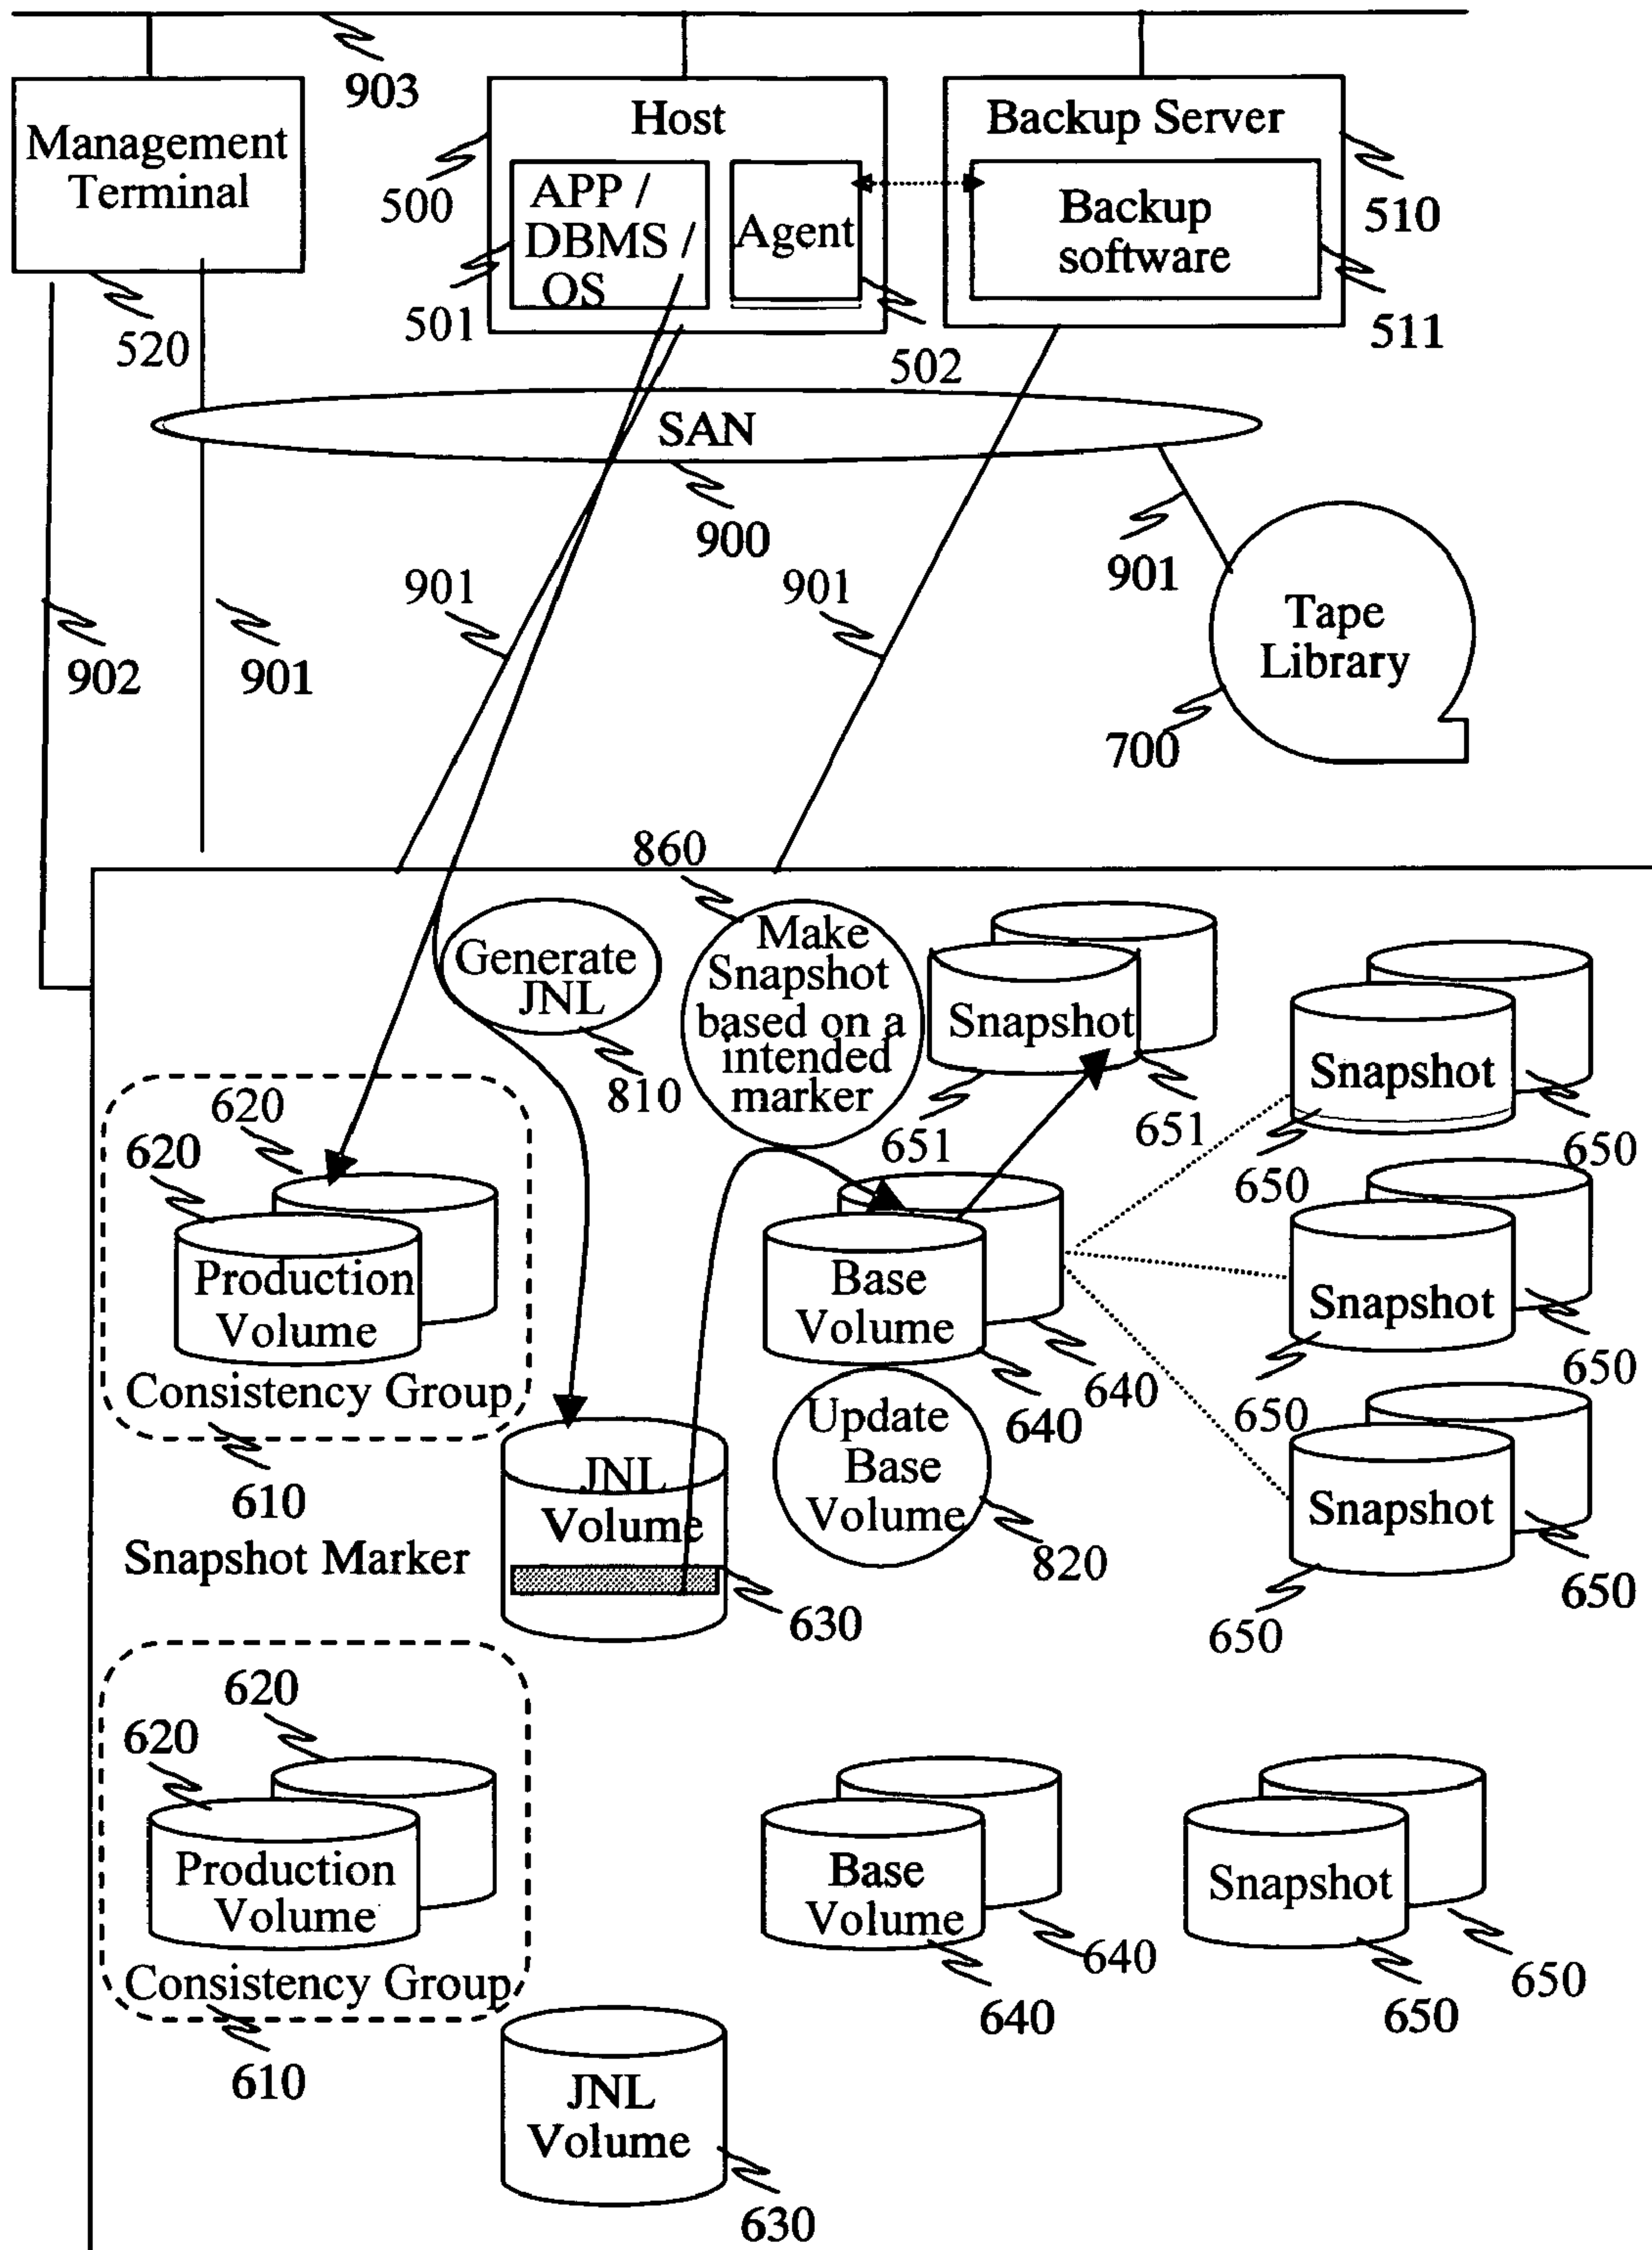 903
Management
Terminal
520
Host
500
APP /
DBMS /
OS
501
Agent
502
Backup Server
Backup
software
510
511
SAN
900
901
901
901
901
902
Tape
Library
700
860
Generate
JNL
810
Make
Snapshot
based on a
intended
marker
Snapshot
651
651
Snapshot
650
650
620
620
Production
Volume
Consistency Group
610
Base
Volume
640
640
Snapshot
650
650
Update
Base
Volume
820
JNL
Volume
630
Snapshot Marker
Snapshot
650
650
620
620
Production
Volume
Consistency Group
610
Base
Volume
640
640
Snapshot
650
650
JNL
Volume
630